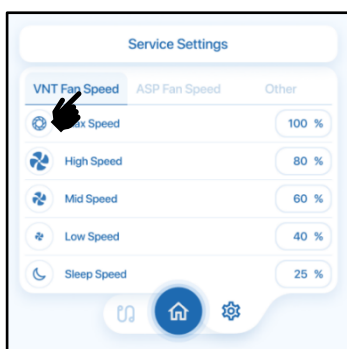 Service Settings
VNT Fan Speed ASP Fan Speed Other
Speed 100 %
High Speed 80 %
Mid Speed 60 %
Low Speed 40 %
Sleep Speed 25 %